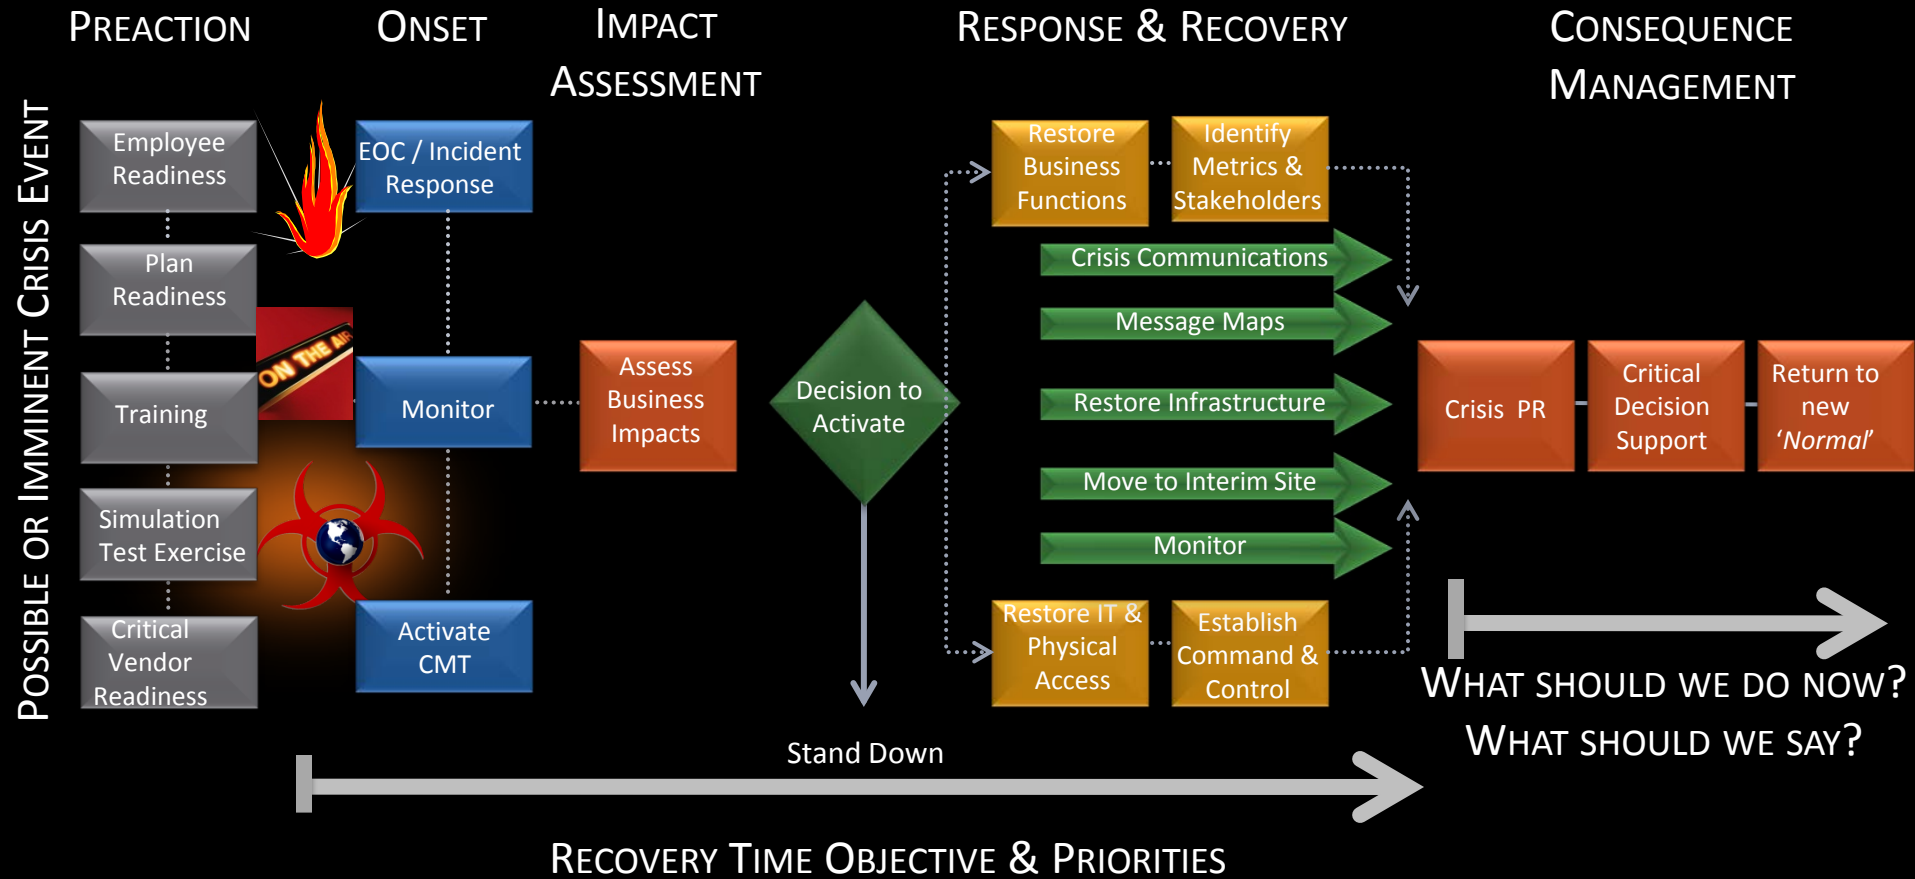 PREACTION
ONSET
IMPACT
ASSESSMENT
RESPONSE & RECOVERY
CONSEQUENCE
MANAGEMENT
POSSIBLE OR IMMINENT CRISIS EVENT
Employee
Readiness
Plan
Readiness
Training
Simulation
Test Exercise
Critical
Vendor
Readiness
ON THE AIR
EOC / Incident
Response
Monitor
Activate
CMT
Assess
Business
Impacts
Decision to
Activate
Stand Down
Restore
Business
Functions
Identify
Metrics &
Stakeholders
Crisis Communications
Message Maps
Restore Infrastructure
Move to Interim Site
Monitor
Restore IT &
Physical
Access
Establish
Command &
Control
Crisis PR
Critical
Decision
Support
Return to
new
‘Normal’
WHAT SHOULD WE DO NOW?
WHAT SHOULD WE SAY?
RECOVERY TIME OBJECTIVE & PRIORITIES